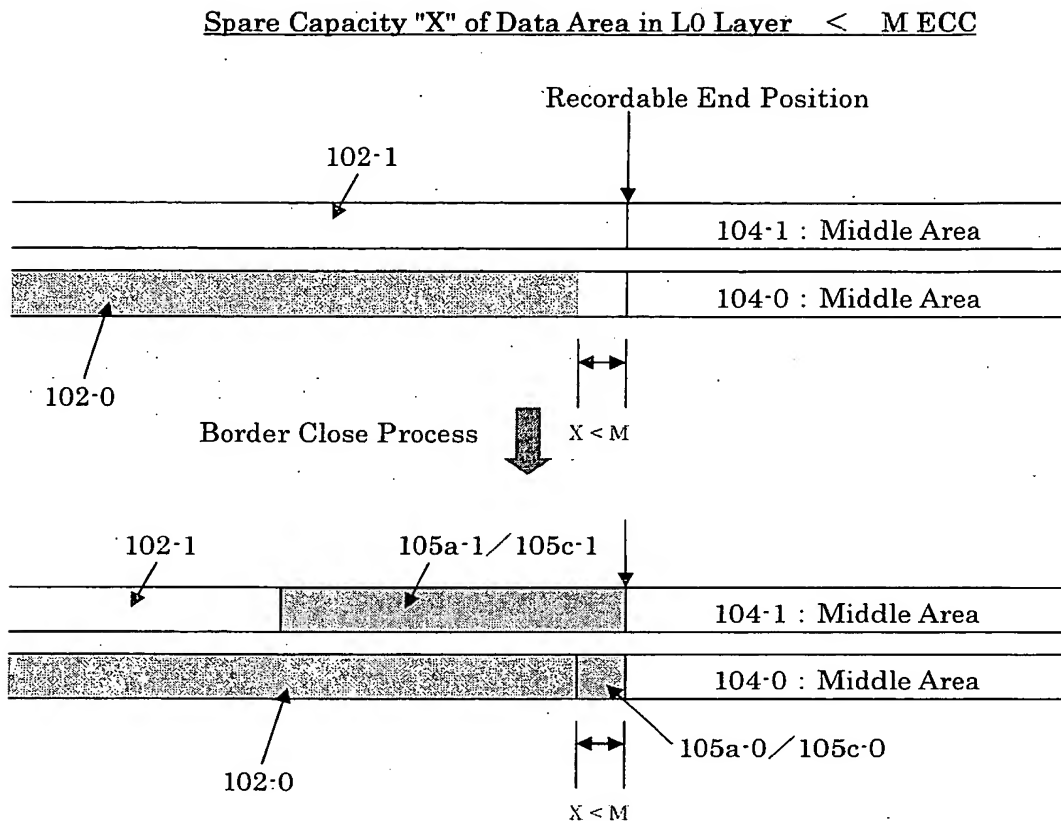 Spare Capacity "X" of Data Area in L0 Layer < M ECC
Recordable End Position
102-1
104-1 : Middle Area
104-0 : Middle Area
102-0
Border Close Process
X < M
102-1
105a-1/105c-1
104-1 : Middle Area
104-0 : Middle Area
102-0
105a-0/105c-0
X < M